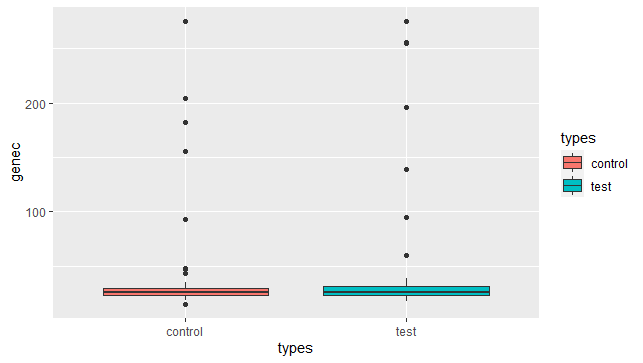 genec
200
100
control
test
types
types
control
test